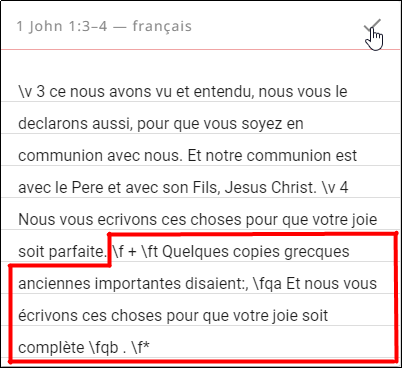 1 John 1:3–4 — français
\v 3 ce nous avons vu et entendu, nous vous le
declarons aussi, pour que vous soyez en
communion avec nous. Et notre communion est
avec le Pere et avec son Fils, Jesus Christ. \v 4
Nous vous ecrivons ces choses pour que votre joie
soit parfaite. \f + \ft Quelques copies grecques
anciennes importantes disaient:, \fqa Et nous vous
écrivons ces choses pour que votre joie soit
complète \fqb . \f*